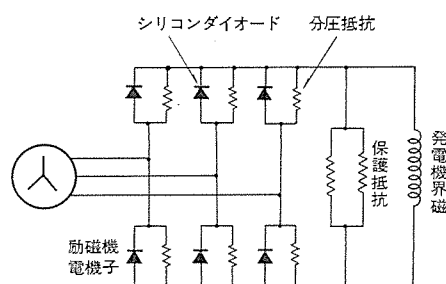 シリコンダイオード
分圧抵抗
保護抵抗
発電機界磁
励磁機
電機子